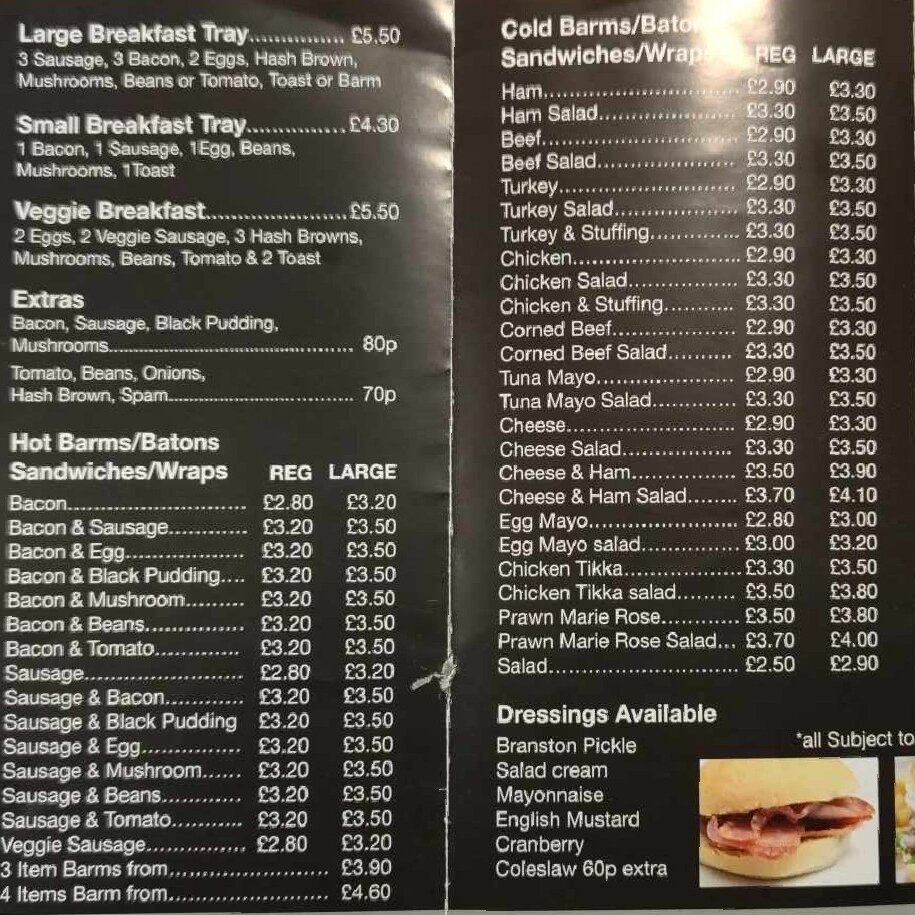 Large Breakfast Tray............... £5.50
3 Sausage, 3 Bacon, 2 Eggs, Hash Brown,
Mushrooms, Beans or Tomato, Toast or Barm
Small Breakfast Tray................ £4.30
1 Bacon, 1 Sausage, 1Egg, Beans,
Mushrooms, 1Toast
Veggie Breakfast....................... £5.50
2 Eggs, 2 Veggie Sausage, 3 Hash Browns,
Mushrooms, Beans, Tomato & 2 Toast
Extras
Bacon, Sausage, Black Pudding,
Mushrooms............................................. 80p
Tomato, Beans, Onions,
Hash Brown, Spam.................................. 70p
Hot Barms/Batons
Sandwiches/Wraps REG LARGE
Bacon............................... £2.80 £3.20
Bacon & Sausage.............. £3.20 £3.50
Bacon & Egg..................... £3.20 £3.50
Bacon & Black Pudding.... £3.20 £3.50
Bacon & Mushroom.......... £3.20 £3.50
Bacon & Beans................. £3.20 £3.50
Bacon & Tomato............... £3.20 £3.50
Sausage............................ £2.80 £3.20
Sausage & Bacon.............. £3.20 £3.50
Sausage & Black Pudding £3.20 £3.50
Sausage & Egg................. £3.20 £3.50
Sausage & Mushroom...... £3.20 £3.50
Sausage & Beans.............. £3.20 £3.50
Sausage & Tomato............ £3.20 £3.50
Veggie Sausage................. £2.80 £3.20
3 Item Barms from............................ £3.90
4 Items Barm from............................ £4.60
Cold Barms/Bato
Sandwiches/Wraps REG LARGE
Ham.................................. £2.90 £3.30
Ham Salad........................ £3.30 £3.50
Beef.................................. £2.90 £3.30
Beef Salad........................ £3.30 £3.50
Turkey............................... £2.90 £3.30
Turkey Salad..................... £3.30 £3.50
Turkey & Stuffing............... £3.30 £3.50
Chicken............................. £2.90 £3.30
Chicken Salad................... £3.30 £3.50
Chicken & Stuffing............. £3.30 £3.50
Corned Beef...................... £2.90 £3.30
Corned Beef Salad............ £3.30 £3.50
Tuna Mayo........................ £2.90 £3.30
Tuna Mayo Salad............... £3.30 £3.50
Cheese.............................. £2.90 £3.30
Cheese Salad.................... £3.30 £3.50
Cheese & Ham................... £3.50 £3.90
Cheese & Ham Salad........ £3.70 £4.10
Egg Mayo.......................... £2.80 £3.00
Egg Mayo salad................. £3.00 £3.20
Chicken Tikka.................... £3.30 £3.50
Chicken Tikka salad........... £3.50 £3.80
Prawn Marie Rose.............. £3.50 £3.80
Prawn Marie Rose Salad... £3.70 £4.00
Salad................................. £2.50 £2.90
Dressings Available
Branston Pickle
Salad cream
Mayonnaise
English Mustard
Cranberry
Coleslaw 60p extra
*all Subject to